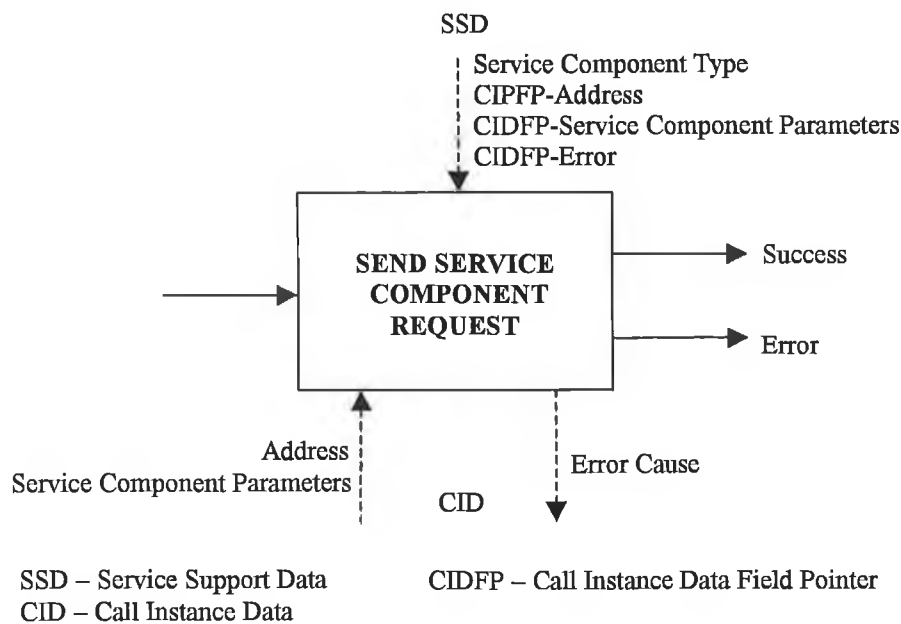 SSD
Service Component Type
CIPFP-Address
CIDFP-Service Component Parameters
CIDFP-Error
SEND SERVICE
COMPONENT
REQUEST
Success
Error
Address
Service Component Parameters
Error Cause
CID
SSD – Service Support Data
CIDFP – Call Instance Data Field Pointer
CID – Call Instance Data